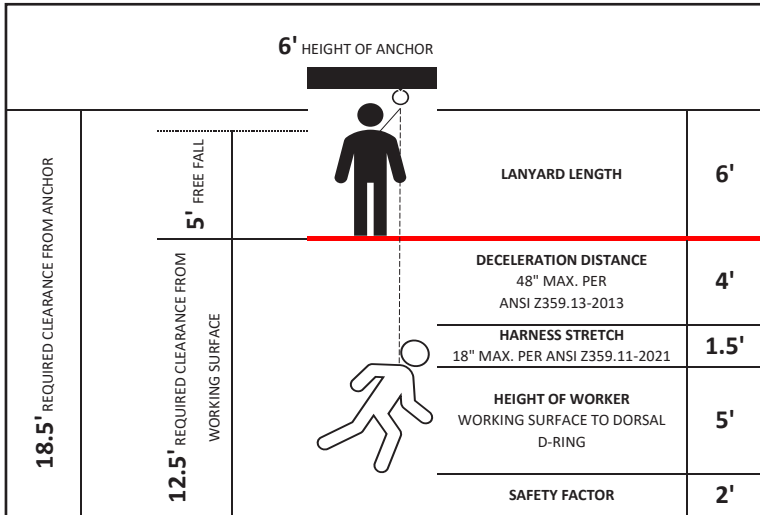 6' HEIGHT OF ANCHOR
18.5' REQUIRED CLEARANCE FROM ANCHOR
5' FREE FALL
12.5' REQUIRED CLEARANCE FROM
WORKING SURFACE
LANYARD LENGTH
6'
DECELERATION DISTANCE
48" MAX. PER
ANSI Z359.13-2013
4'
HARNESS STRETCH
18" MAX. PER ANSI Z359.11-2021
1.5'
HEIGHT OF WORKER
WORKING SURFACE TO DORSAL
D-RING
5'
SAFETY FACTOR
2'